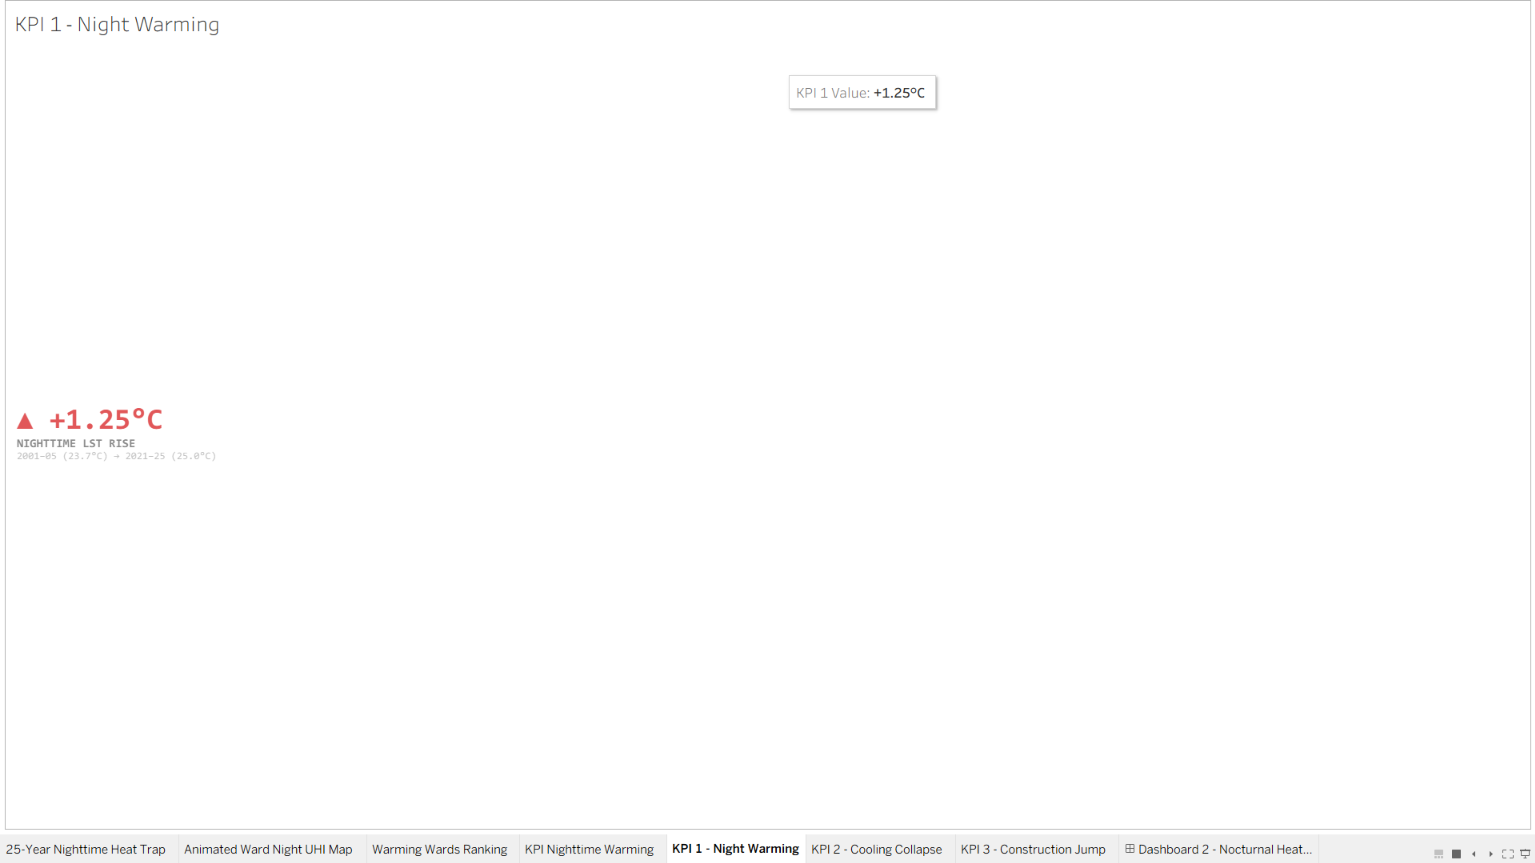 KPI 1 - Night Warming
KPI 1 Value: +1.25°C
▲ +1.25°C
NIGHTTIME LST RISE
2001–05 (23.7°C) → 2021–25 (25.0°C)
25-Year Nighttime Heat Trap
Animated Ward Night UHI Map
Warming Wards Ranking
KPI Nighttime Warming
KPI 1 - Night Warming
KPI 2 - Cooling Collapse
KPI 3 - Construction Jump
Dashboard 2 - Nocturnal Heat...